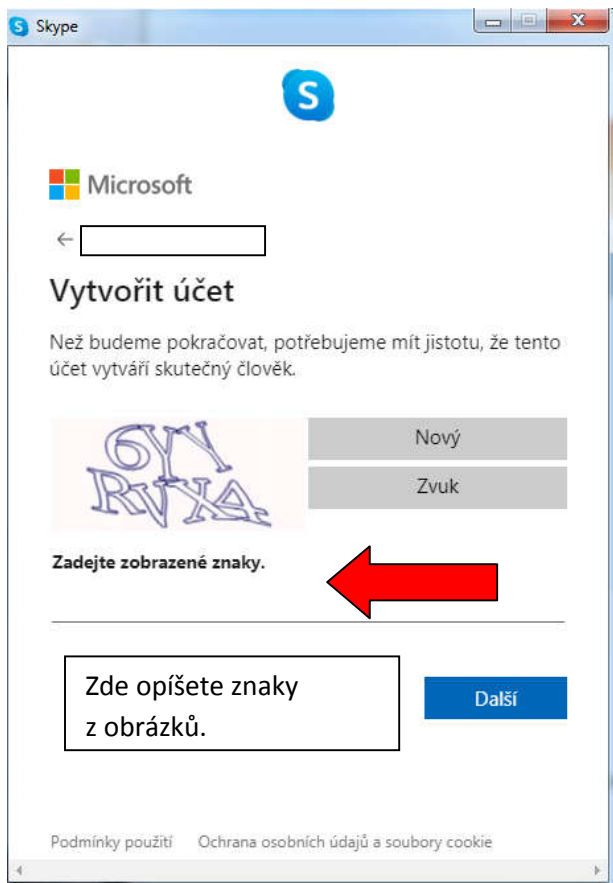 Skype
Microsoft
Vytvořit účet
Než budeme pokračovat, potřebujeme mít jistotu, že tento
účet vytváří skutečný člověk.
Nový
Zvuk
Zadejte zobrazené znaky.
Zde opíšete znaky
z obrázků.
Další
Podmínky použití Ochrana osobních údajů a soubory cookie